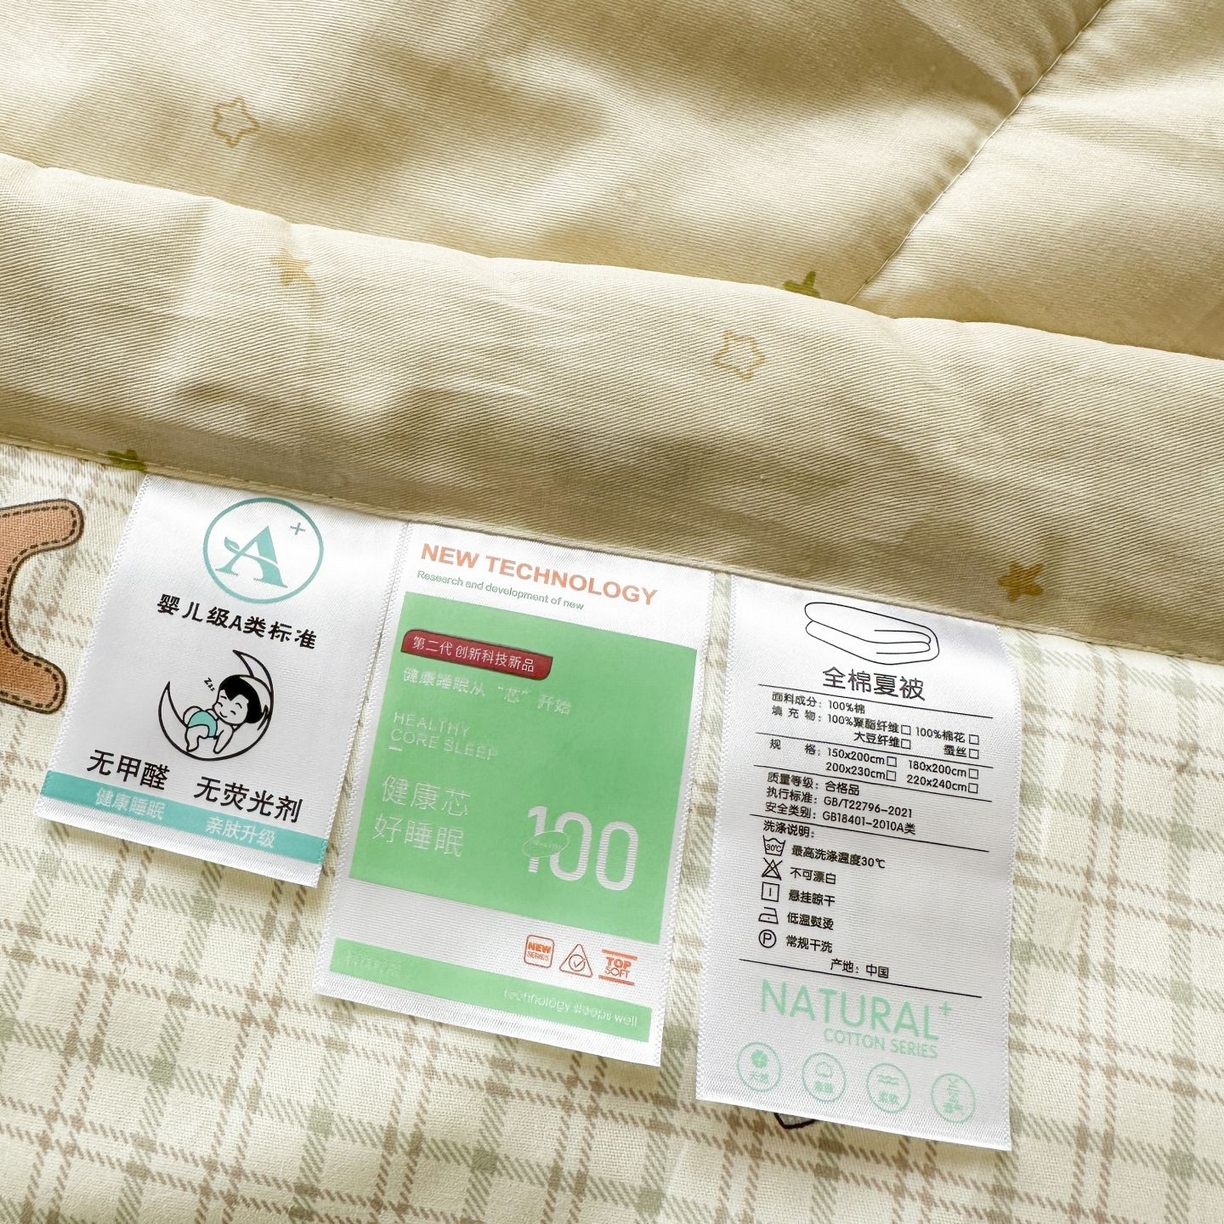 A+
婴儿级A类标准
Zzz
无甲醛 无荧光剂
健康睡眠 亲肤升级
NEW TECHNOLOGY
Research and development of new
第二代 创新科技新品
健康睡眠从“芯”开始
HEALTHY
CORE SLEEP
健康芯
好睡眠
100
NEW
SERIES
TOP
SOFT
technology sleeps well
全棉夏被
面料成分：100%棉
填 充 物：100%聚酯纤维□ 100%棉花□
大豆纤维□ 蚕丝□
规 格：150x200cm□ 180x200cm□
200x230cm□ 220x240cm□
质量等级：合格品
执行标准：GB/T22796-2021
安全类别：GB18401-2010A类
洗涤说明：
30℃ 最高洗涤温度30℃
不可漂白
悬挂晾干
低温熨烫
P 常规干洗
产地：中国
NATURAL+
COTTON SERIES